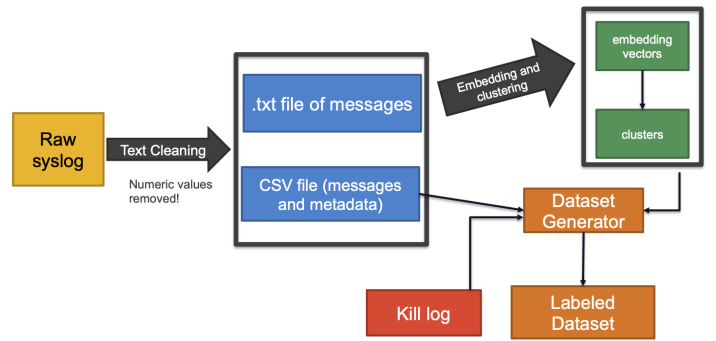 Raw
syslog
Text Cleaning
Numeric values
removed!
.txt file of messages
CSV file (messages
and metadata)
Embedding and
clustering
embedding
vectors
clusters
Dataset
Generator
Kill log
Labeled
Dataset